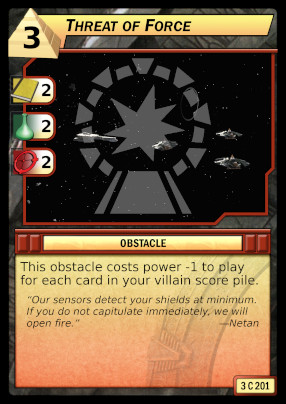 3
THREAT OF FORCE
2
2
2
OBSTACLE
This obstacle costs power -1 to play
for each card in your villain score pile.
“Our sensors detect your shields at minimum.
If you do not capitulate immediately, we will
open fire.” —Netan
3 C 201